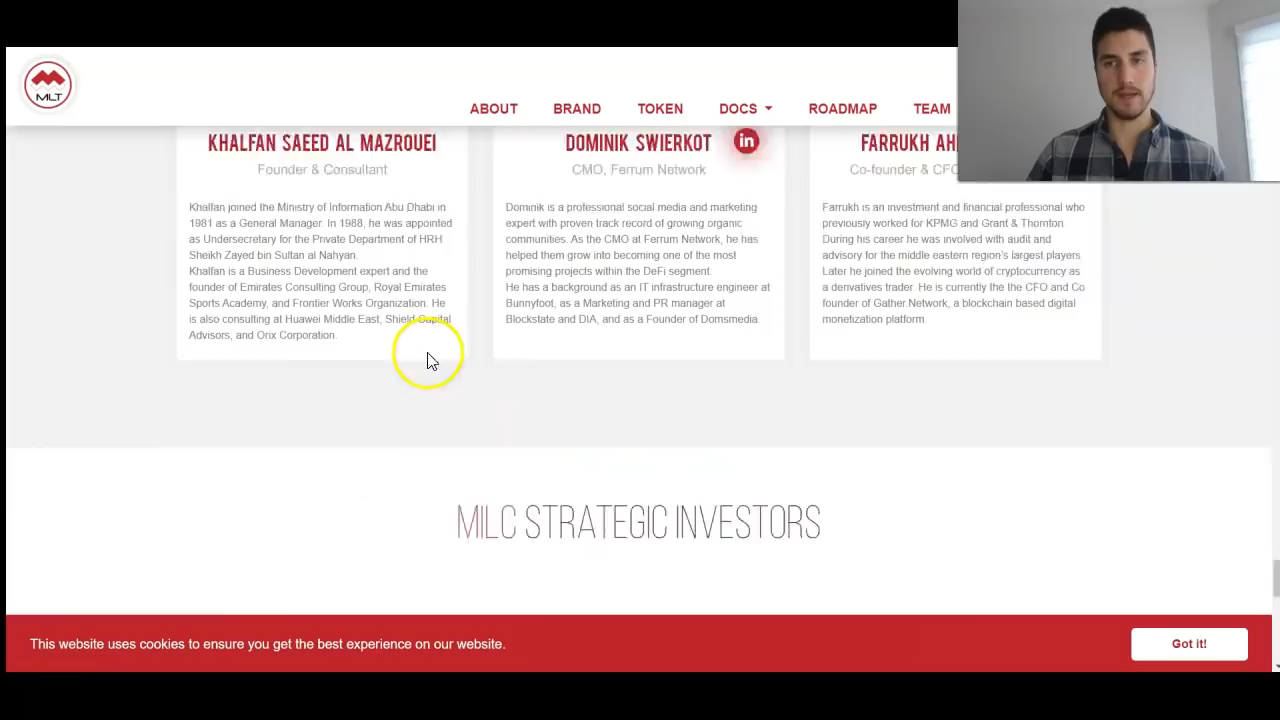 MLT
ABOUT
BRAND
TOKEN
DOCS
ROADMAP
TEAM
KHALFAN SAEED AL MAZROUEI
Founder & Consultant
Khalfan joined the Ministry of Information Abu Dhabi in
1981 as a General Manager. In 1988, he was appointed
as Undersecretary for the Private Department of HRH
Sheikh Zayed bin Sultan al Nahyan.
Khalfan is a Business Development expert and the
founder of Emirates Consulting Group, Royal Emirates
Sports Academy, and Frontier Works Organization. He
is also consulting at Huawei Middle East, Shield Capital
Advisors, and Orix Corporation.
DOMINIK SWIERKOT
in
CMO, Ferrum Network
Dominik is a professional social media and marketing
expert with proven track record of growing organic
communities. As the CMO at Ferrum Network, he has
helped them grow into becoming one of the most
promising projects within the DeFi segment.
He has a background as an IT infrastructure engineer at
Bunnyfoot, as a Marketing and PR manager at
Blockstate and DIA, and as a Founder of Domsmedia.
FARRUKH
Co-founder & CFO
Farrukh is an investment and financial professional who
previously worked for KPMG and Grant & Thornton.
During his career he was involved with audit and
advisory for the middle eastern region's largest players
Later he joined the evolving world of cryptocurrency as
a derivatives trader. He is currently the the CFO and Co
founder of Gather.Network, a blockchain based digital
monetization platform.
MILC STRATEGIC INVESTORS
This website uses cookies to ensure you get the best experience on our website.
Got it!